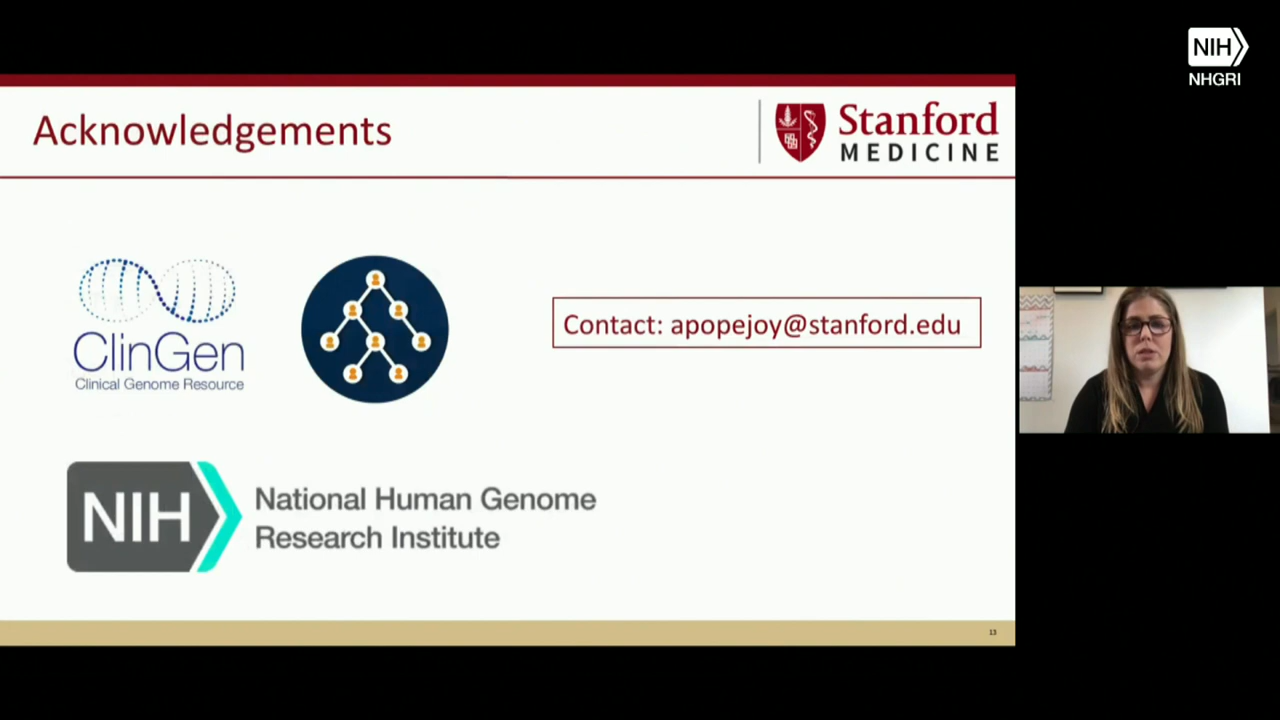 NIH
NHGRI
Acknowledgements
Stanford
MEDICINE
ClinGen
Clinical Genome Resource
Contact: apopejoy@stanford.edu
NIH
National Human Genome
Research Institute
13